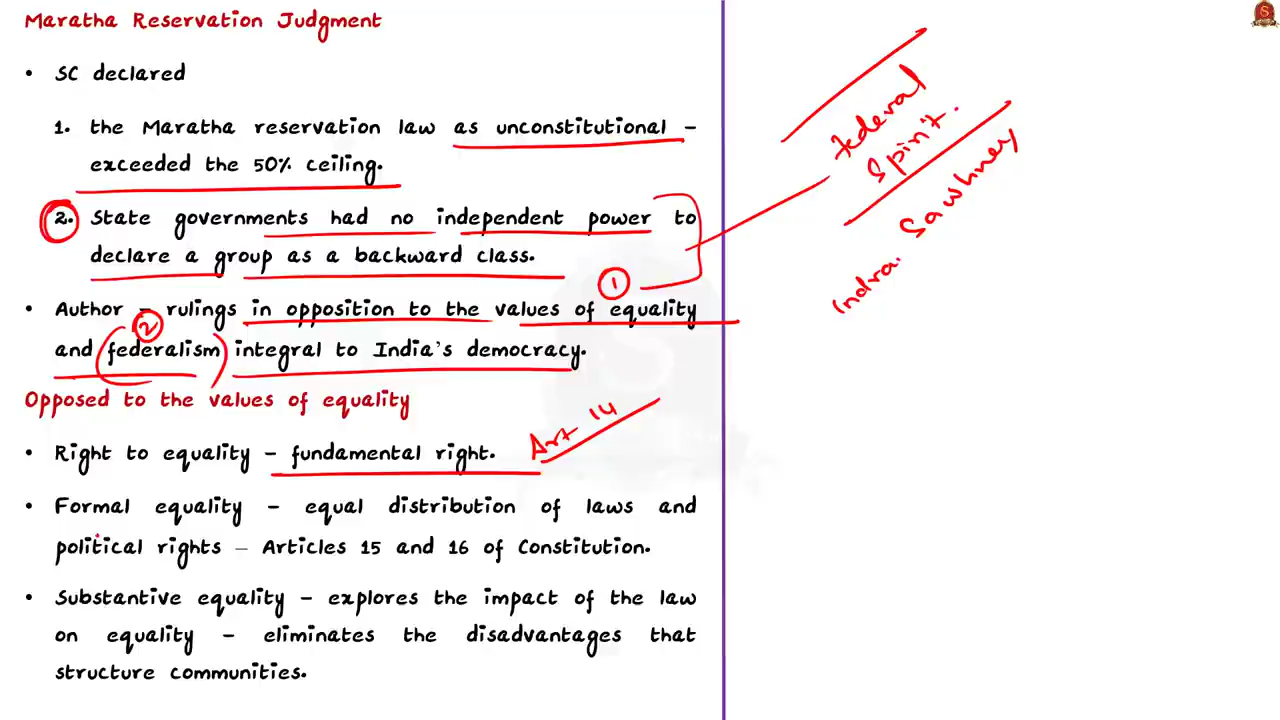 Maratha Reservation Judgment
• SC declared
1. the Maratha reservation law as unconstitutional –
exceeded the 50% ceiling.
2. State governments had no independent power to
declare a group as a backward class.
1
• Author – rulings in opposition to the values of equality
2
and federalism integral to India's democracy.
Opposed to the values of equality
• Right to equality – fundamental right.
Art 14
• Formal equality – equal distribution of laws and
political rights – Articles 15 and 16 of Constitution.
• Substantive equality – explores the impact of the law
on equality – eliminates the disadvantages that
structure communities.
federal
spirit.
indra sawhney